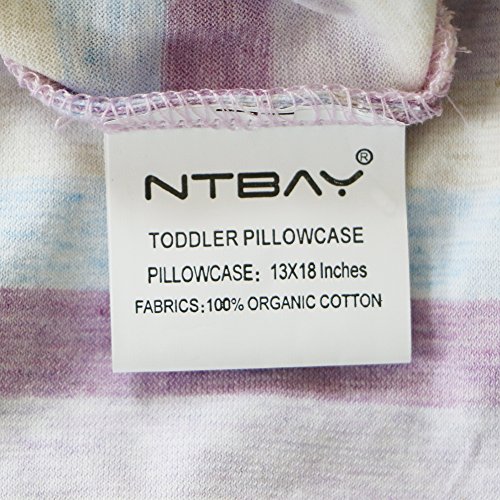 NTBAY®
TODDLER PILLOWCASE
PILLOWCASE: 13X18 Inches
FABRICS:100% ORGANIC COTTON